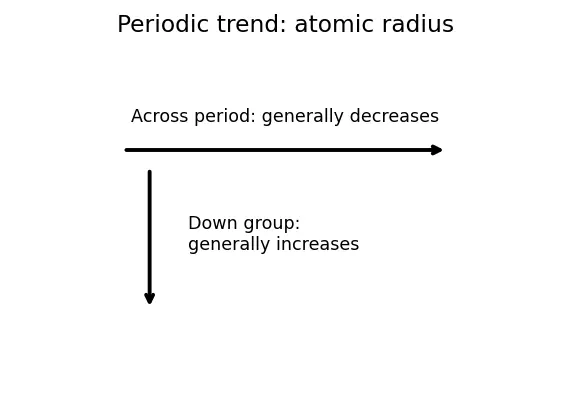 Periodic trend: atomic radius
Across period: generally decreases
Down group:
generally increases